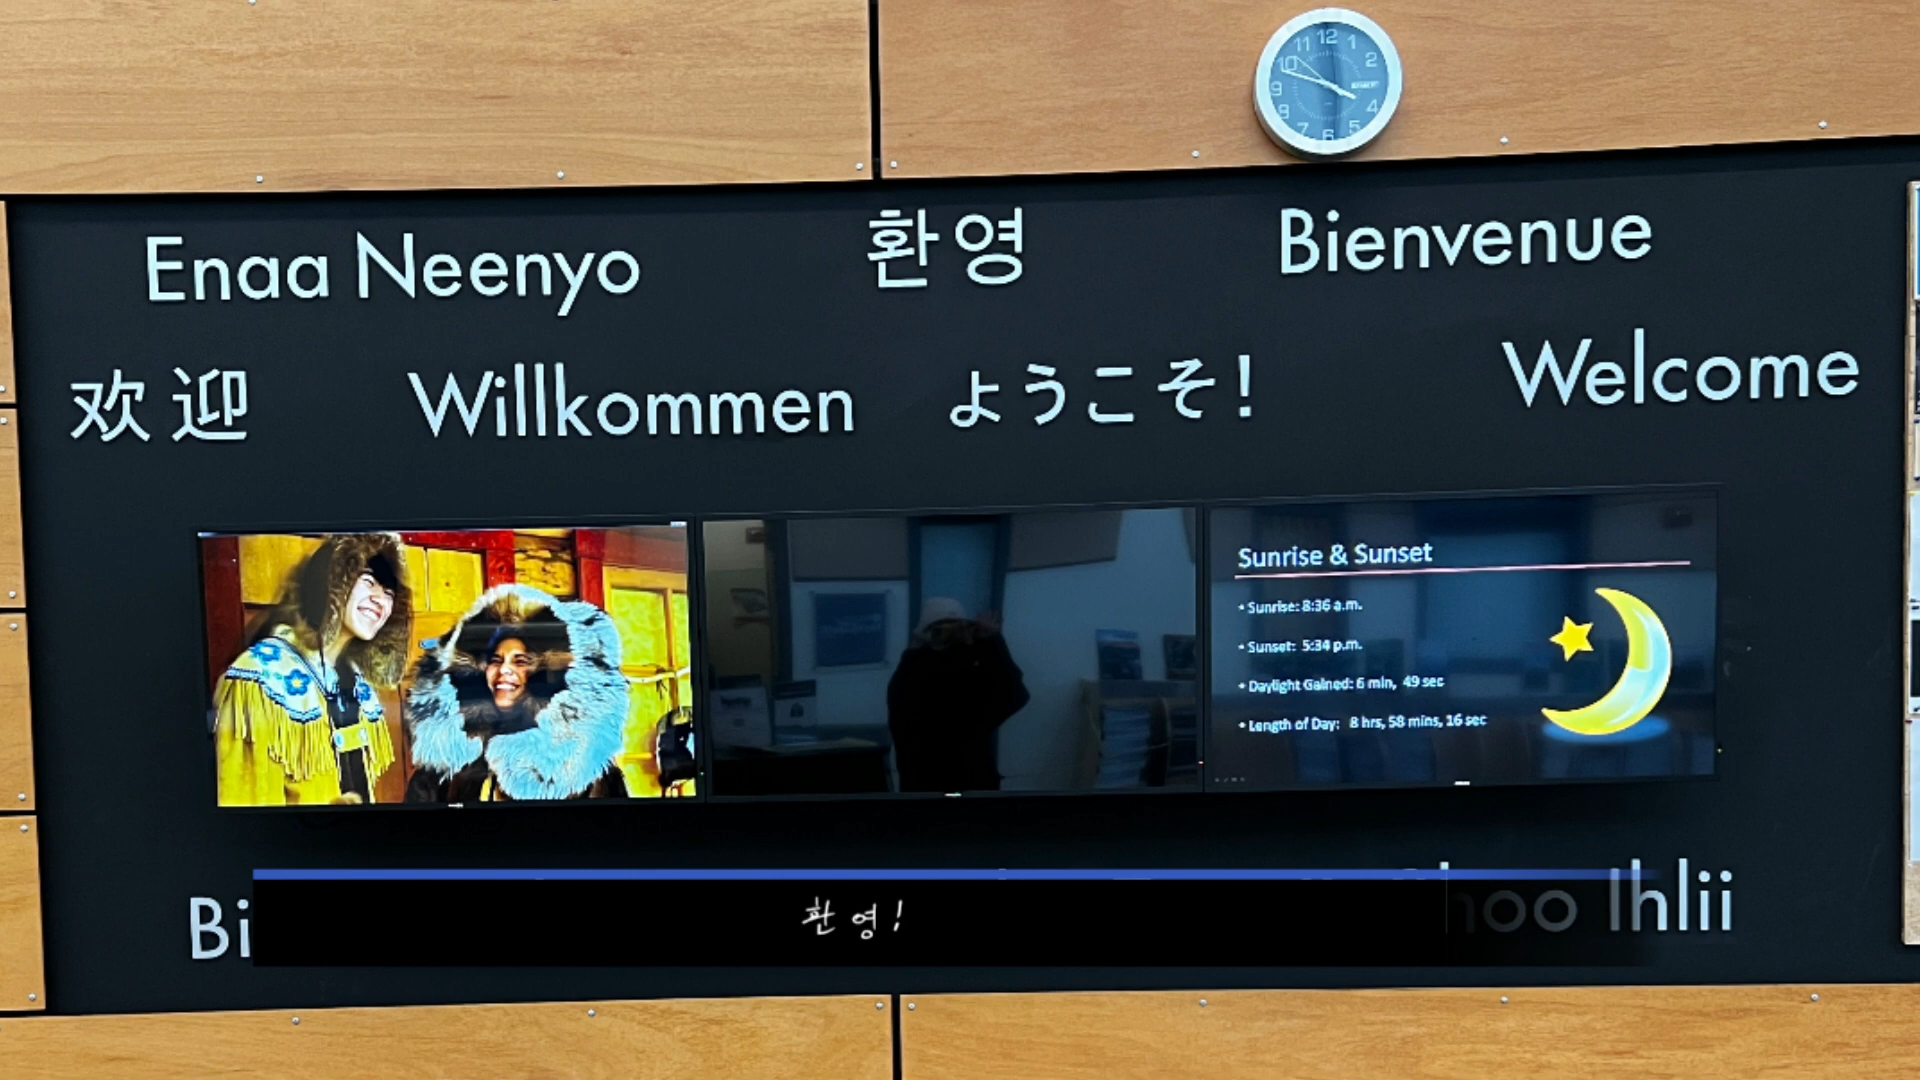 Enaa Neenyo
환영
Bienvenue
欢迎
Willkommen
ようこそ!
Welcome
Sunrise & Sunset
• Sunrise: 8:36 a.m.
• Sunset: 5:34 p.m.
• Daylight Gained: 6 min, 49 sec
• Length of Day: 8 hrs, 58 mins, 16 sec
환영!
Ihlii